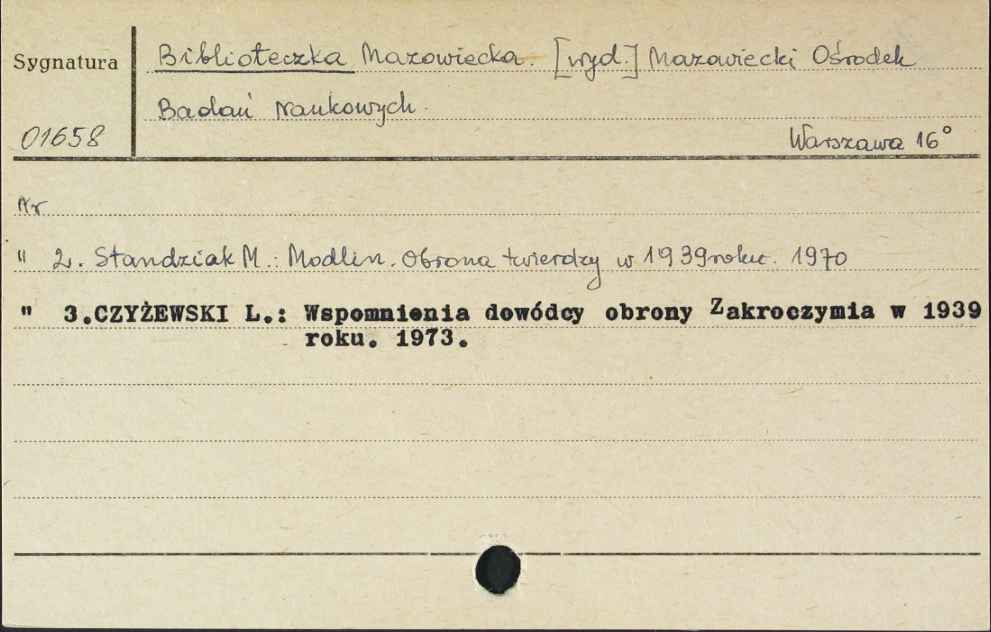 Sygnatura
Biblioteczka Mazowiecka. [wyd.] Mazowiecki Ośrodek
Badań Naukowych.
01658
Warszawa 16°
Nr
" 2. Standziak M.: Modlin. Obrona twierdzy w 1939 roku. 1970
" 3.CZYŻEWSKI L.: Wspomnienia dowódcy obrony Zakroczymia w 1939
roku. 1973.